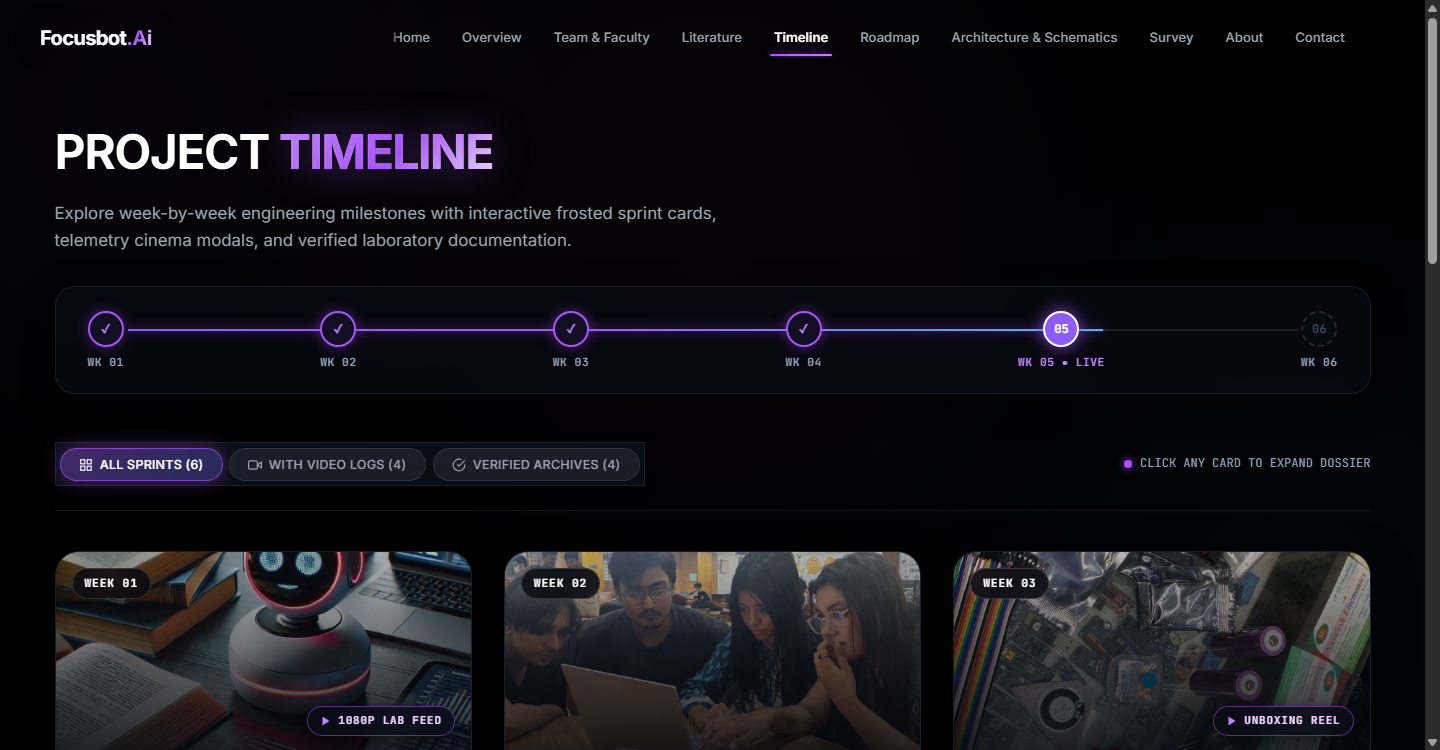 Focusbot.Ai
Home
Overview
Team & Faculty
Literature
Timeline
Roadmap
Architecture & Schematics
Survey
About
Contact
PROJECT TIMELINE
Explore week-by-week engineering milestones with interactive frosted sprint cards,
telemetry cinema modals, and verified laboratory documentation.
05
06
WK 01
WK 02
WK 03
WK 04
WK 05 • LIVE
WK 06
ALL SPRINTS (6)
WITH VIDEO LOGS (4)
VERIFIED ARCHIVES (4)
CLICK ANY CARD TO EXPAND DOSSIER
WEEK 01
WEEK 02
WEEK 03
1080P LAB FEED
UNBOXING REEL